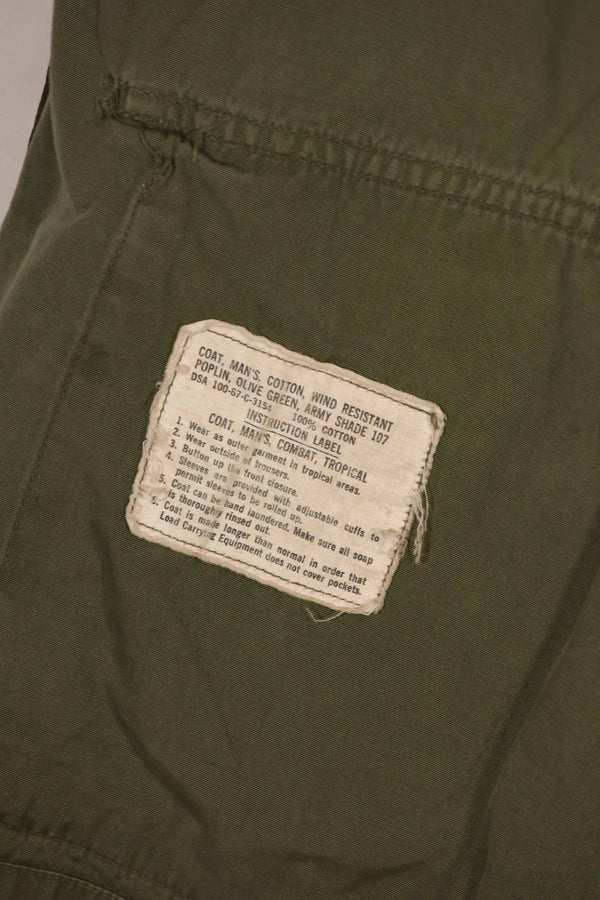 COAT, MAN'S, COTTON, WIND RESISTANT
POPLIN, OLIVE GREEN, ARMY SHADE 107
DSA 100-67-C-3154 100% COTTON
INSTRUCTION LABEL
COAT, MAN'S, COMBAT, TROPICAL
1. Wear as outer garment in tropical areas.
2. Wear outside of trousers.
3. Button up the front closure.
4. Sleeves are provided with adjustable cuffs to
permit sleeves to be rolled up.
5. Coat can be hand laundered. Make sure all soap
is thoroughly rinsed out.
6. Coat is made longer than normal in order that
Load Carrying Equipment does not cover pockets.